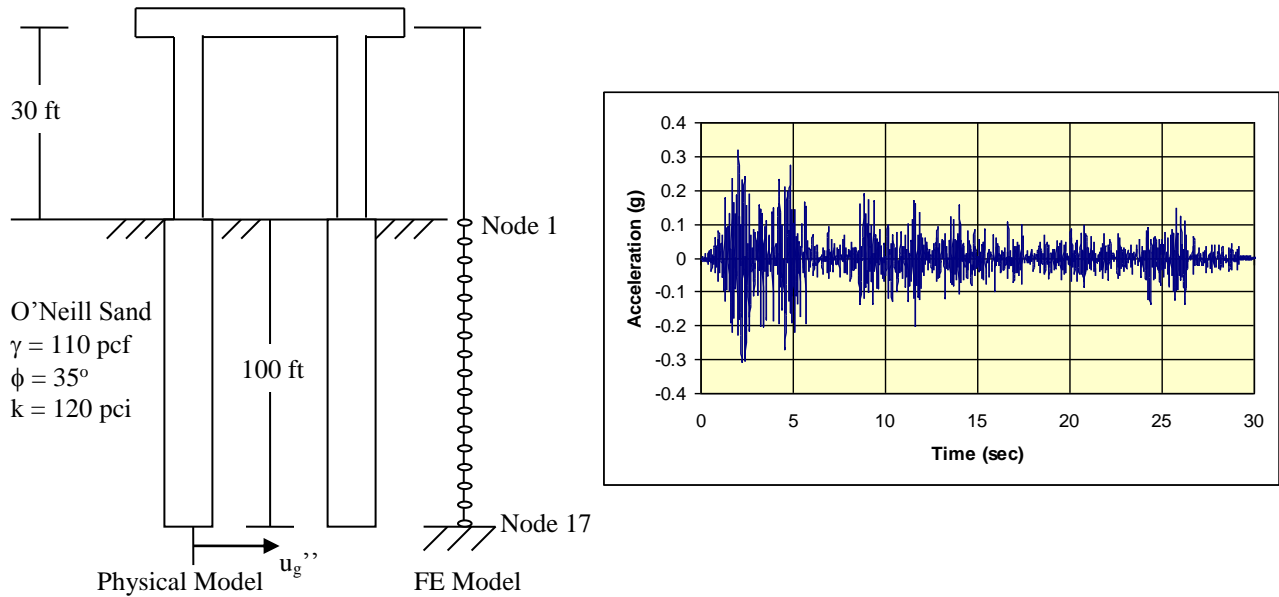 30 ft
Node 1
O’Neill Sand
γ = 110 pcf
ϕ = 35º
k = 120 pci
100 ft
Node 17
u_g’’
Physical Model
FE Model
Acceleration (g)
0.4
0.3
0.2
0.1
0
-0.1
-0.2
-0.3
-0.4
0 5 10 15 20 25 30
Time (sec)